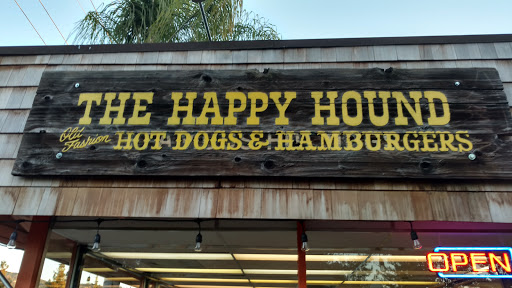 THE HAPPY HOUND
Old Fashion HOT DOGS & HAMBURGERS
OPEN